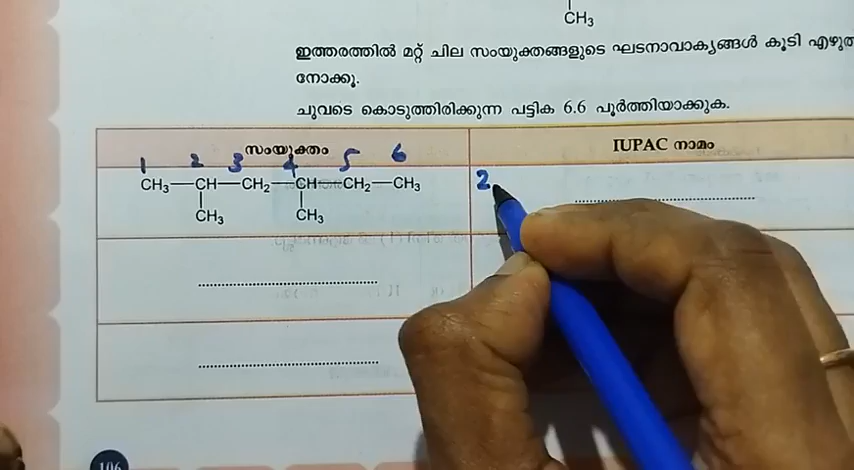 CH₃
ഇത്തരത്തിൽ മറ്റ് ചില സംയുക്തങ്ങളുടെ ഘടനാവാക്യങ്ങൾ കൂടി എഴുത
നോക്കൂ.
ചുവടെ കൊടുത്തിരിക്കുന്ന പട്ടിക 6.6 പൂർത്തിയാക്കുക.
സംയുക്തം IUPAC നാമം
1 2 3 4 5 6
CH₃—CH—CH₂—CH—CH₂—CH₃ 2, ..............................
CH₃ CH₃
..............................
..............................
106